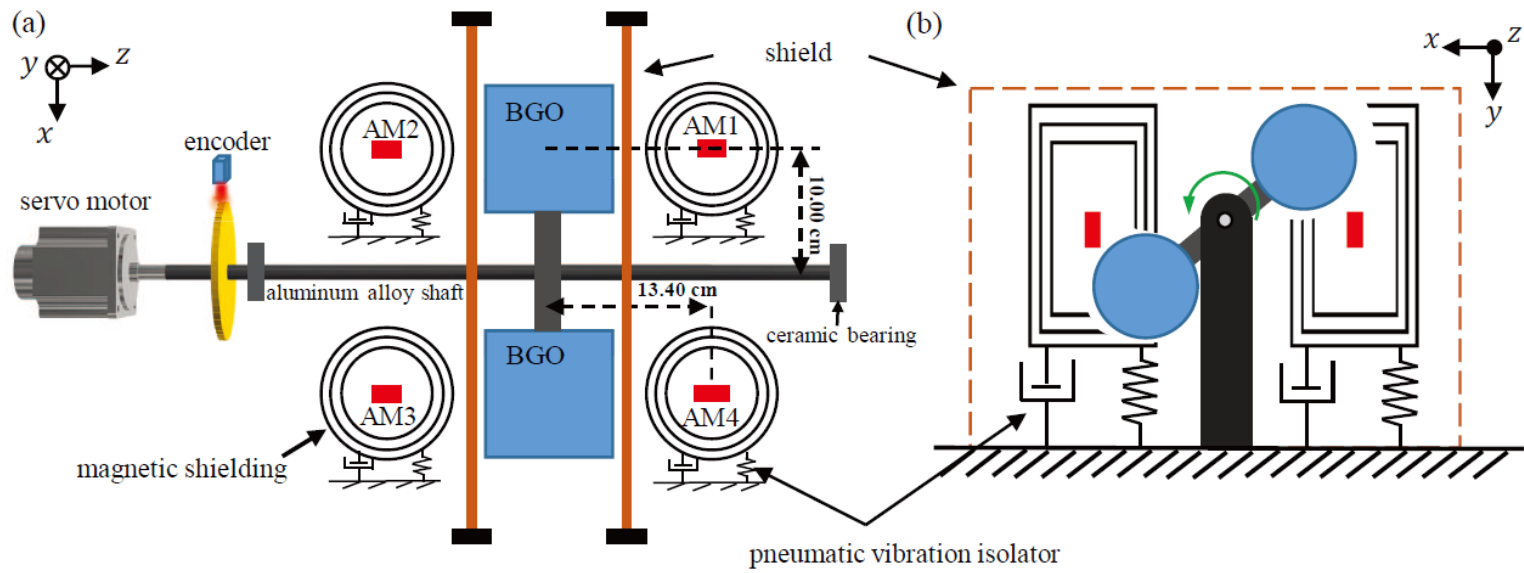 (a)
y
z
x
encoder
servo motor
aluminum alloy shaft
AM2
BGO
AM1
10.00 cm
13.40 cm
ceramic bearing
AM3
BGO
AM4
magnetic shielding
shield
pneumatic vibration isolator
(b)
x
z
y